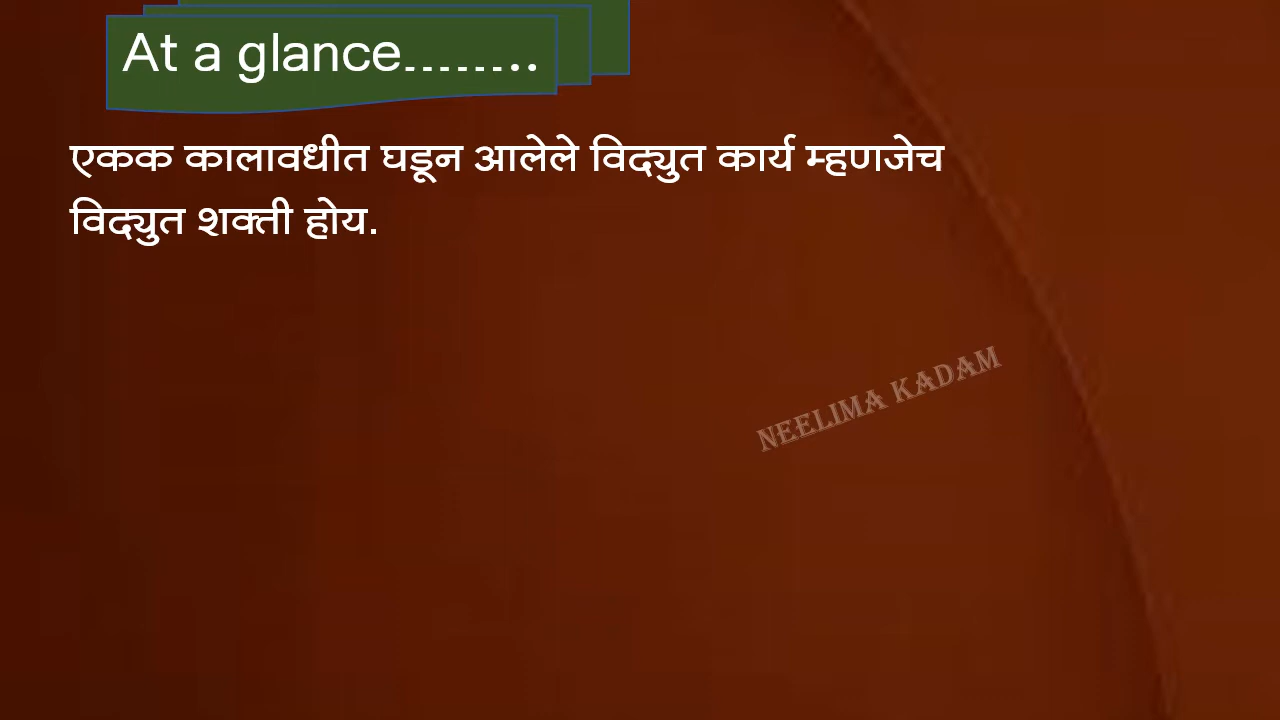 At a glance........
एकक कालावधीत घडून आलेले विद्युत कार्य म्हणजेच
विद्युत शक्ती होय.
NEELIMA KADAM